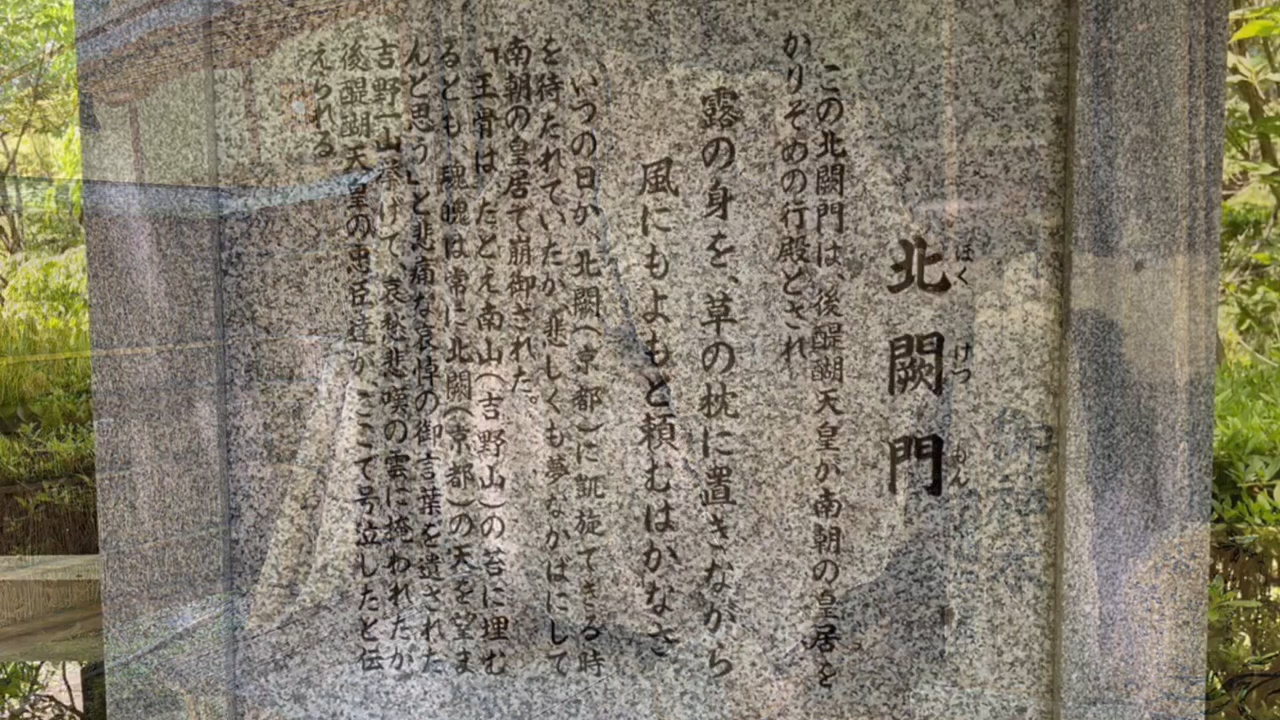 北闕門
ほくけつもん
この北闕門は、後醍醐天皇が南朝の皇居を
かりそめの行殿とされ
露の身を、草の枕に置きながら
風にもよもと頼むはかなさ
いつの日か、北闕(京都)に凱旋できる時
を待たれていたが悲しくも夢なかばにして
南朝の皇居で崩御された。
「王骨は、たとえ南山(吉野山)の苔に埋む
るとも、魂魄は常に北闕(京都)の天を望ま
んと思う」と悲痛な哀悼の御言葉を遺された
吉野一山挙げて、哀愁悲嘆の雲に掩われたが
後醍醐天皇の忠臣達が、ここで号泣したと伝
えられる